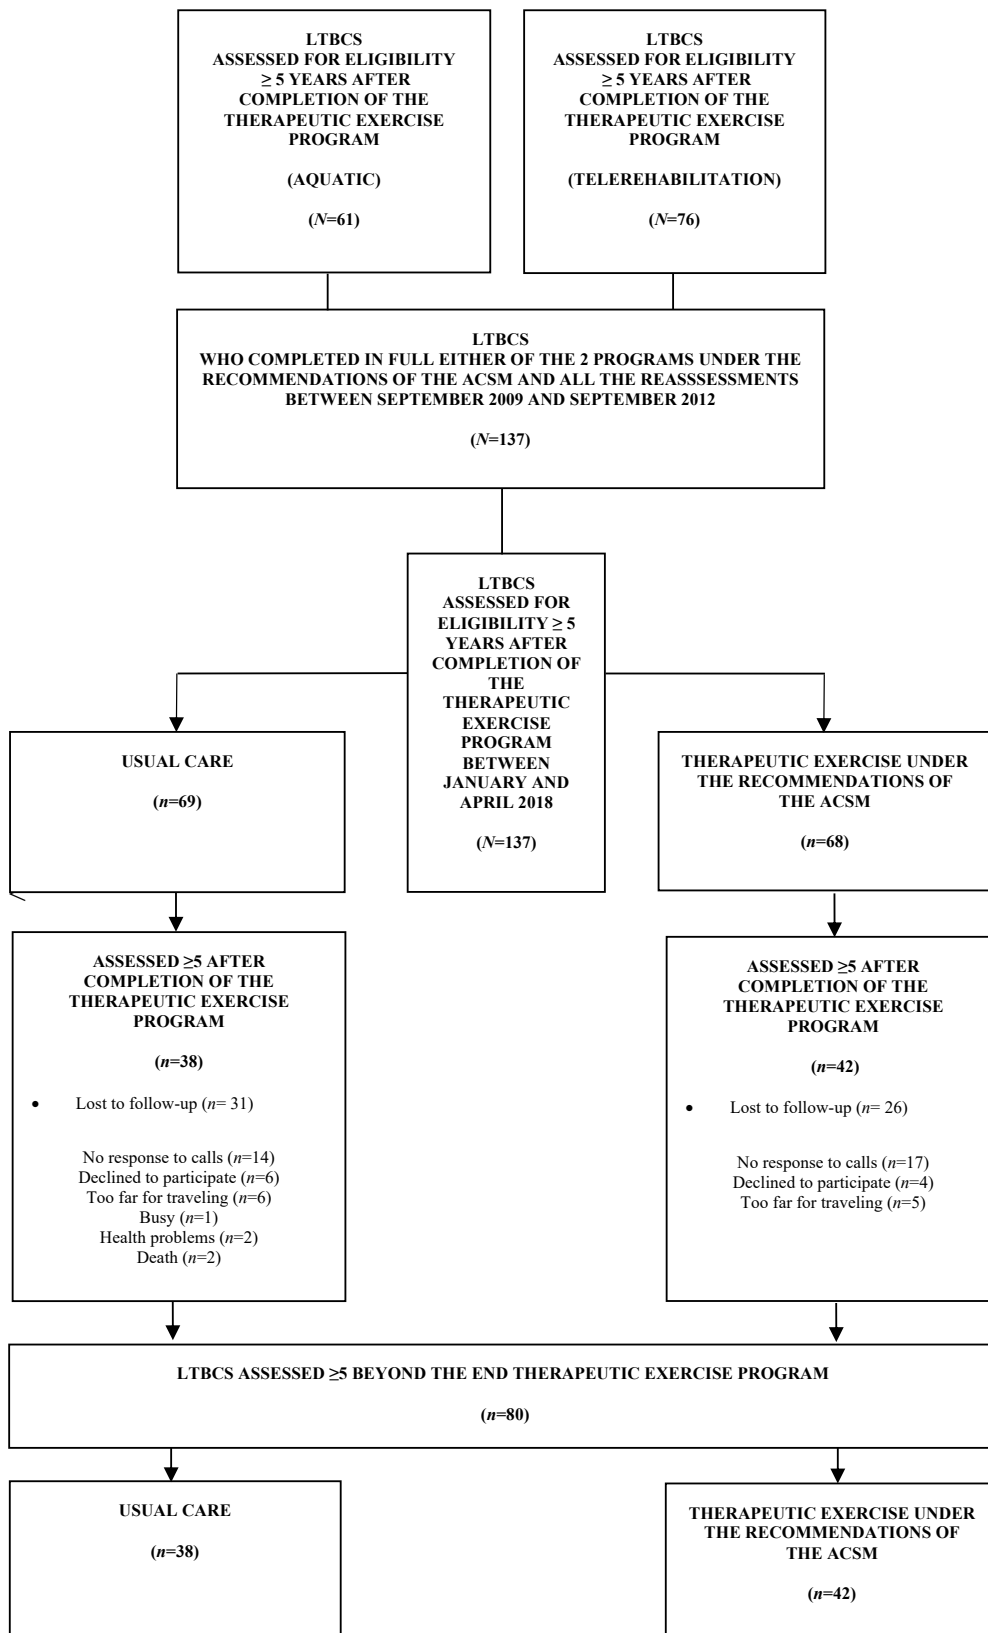 LTBCS
ASSESSED FOR ELIGIBILITY
≥ 5 YEARS AFTER
COMPLETION OF THE
THERAPEUTIC EXERCISE
PROGRAM
(AQUATIC)
(N=61)
LTBCS
ASSESSED FOR ELIGIBILITY
≥ 5 YEARS AFTER
COMPLETION OF THE
THERAPEUTIC EXERCISE
PROGRAM
(TELEREHABILITATION)
(N=76)
LTBCS
WHO COMPLETED IN FULL EITHER OF THE 2 PROGRAMS UNDER THE
RECOMMENDATIONS OF THE ACSM AND ALL THE REASSSESSMENTS
BETWEEN SEPTEMBER 2009 AND SEPTEMBER 2012
(N=137)
LTBCS
ASSESSED FOR
ELIGIBILITY ≥ 5
YEARS AFTER
COMPLETION OF
THE
THERAPEUTIC
EXERCISE
PROGRAM
BETWEEN
JANUARY AND
APRIL 2018
(N=137)
USUAL CARE
(n=69)
THERAPEUTIC EXERCISE UNDER
THE RECOMMENDATIONS OF
THE ACSM
(n=68)
ASSESSED ≥5 AFTER
COMPLETION OF THE
THERAPEUTIC EXERCISE
PROGRAM
(n=38)
• Lost to follow-up (n= 31)
No response to calls (n=14)
Declined to participate (n=6)
Too far for traveling (n=6)
Busy (n=1)
Health problems (n=2)
Death (n=2)
ASSESSED ≥5 AFTER
COMPLETION OF THE
THERAPEUTIC EXERCISE
PROGRAM
(n=42)
• Lost to follow-up (n= 26)
No response to calls (n=17)
Declined to participate (n=4)
Too far for traveling (n=5)
LTBCS ASSESSED ≥5 BEYOND THE END THERAPEUTIC EXERCISE PROGRAM
(n=80)
USUAL CARE
(n=38)
THERAPEUTIC EXERCISE UNDER
THE RECOMMENDATIONS OF
THE ACSM
(n=42)